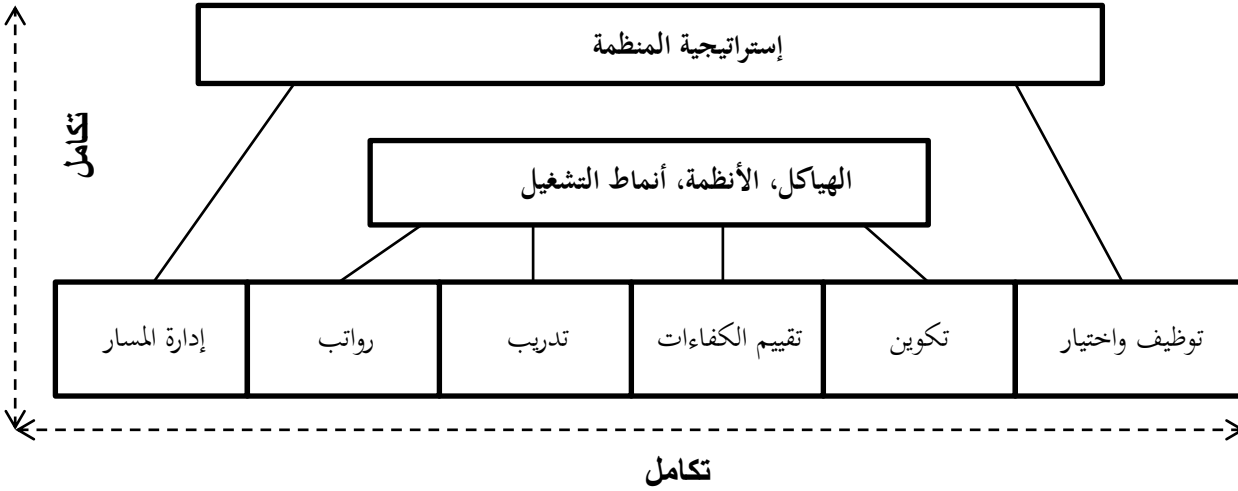 إستراتيجية المنظمة
تكامل
الهياكل، الأنظمة، أنماط التشغيل
توظيف واختيار
تكوين
تقييم الكفاءات
تدريب
رواتب
إدارة المسار
تكامل